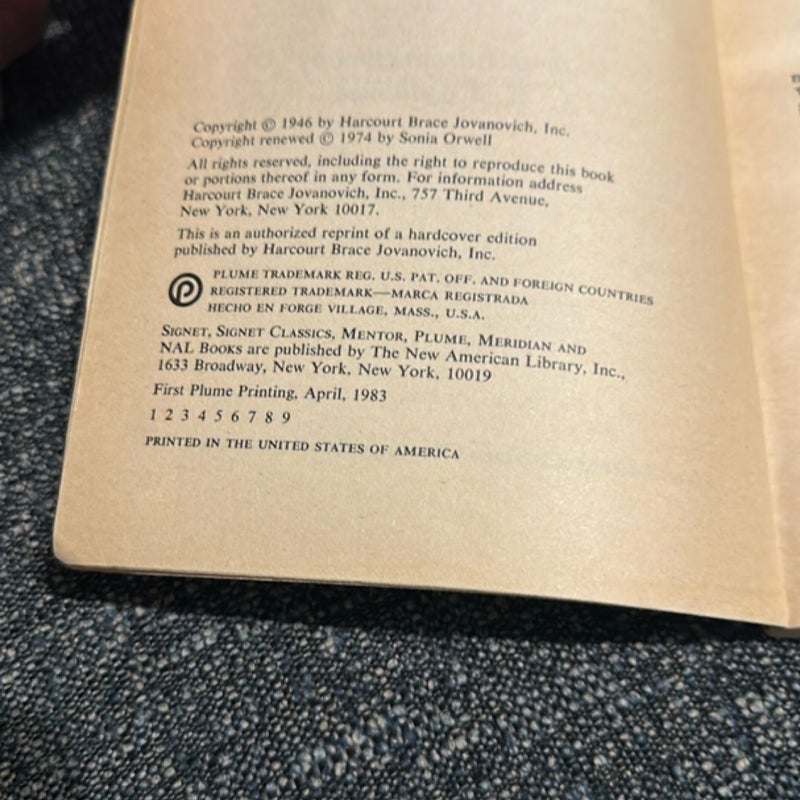 Copyright © 1946 by Harcourt Brace Jovanovich, Inc.
Copyright renewed © 1974 by Sonia Orwell
All rights reserved, including the right to reproduce this book
or portions thereof in any form. For information address
Harcourt Brace Jovanovich, Inc., 757 Third Avenue,
New York, New York 10017.
This is an authorized reprint of a hardcover edition
published by Harcourt Brace Jovanovich, Inc.
PLUME TRADEMARK REG. U.S. PAT. OFF. AND FOREIGN COUNTRIES
REGISTERED TRADEMARK—MARCA REGISTRADA
HECHO EN FORGE VILLAGE, MASS., U.S.A.
SIGNET, SIGNET CLASSICS, MENTOR, PLUME, MERIDIAN AND
NAL BOOKS are published by The New American Library, Inc.,
1633 Broadway, New York, New York, 10019
First Plume Printing, April, 1983
1 2 3 4 5 6 7 8 9
PRINTED IN THE UNITED STATES OF AMERICA